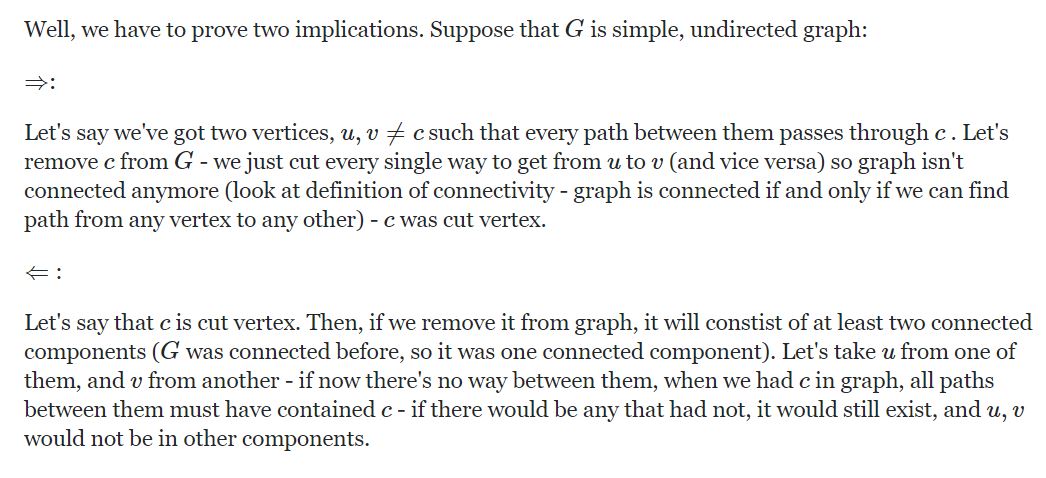 Well, we have to prove two implications. Suppose that G is simple, undirected graph:
⇒:
Let's say we've got two vertices, u, v ≠ c such that every path between them passes through c . Let's
remove c from G - we just cut every single way to get from u to v (and vice versa) so graph isn't
connected anymore (look at definition of connectivity - graph is connected if and only if we can find
path from any vertex to any other) - c was cut vertex.
⇐ :
Let's say that c is cut vertex. Then, if we remove it from graph, it will constist of at least two connected
components (G was connected before, so it was one connected component). Let's take u from one of
them, and v from another - if now there's no way between them, when we had c in graph, all paths
between them must have contained c - if there would be any that had not, it would still exist, and u, v
would not be in other components.